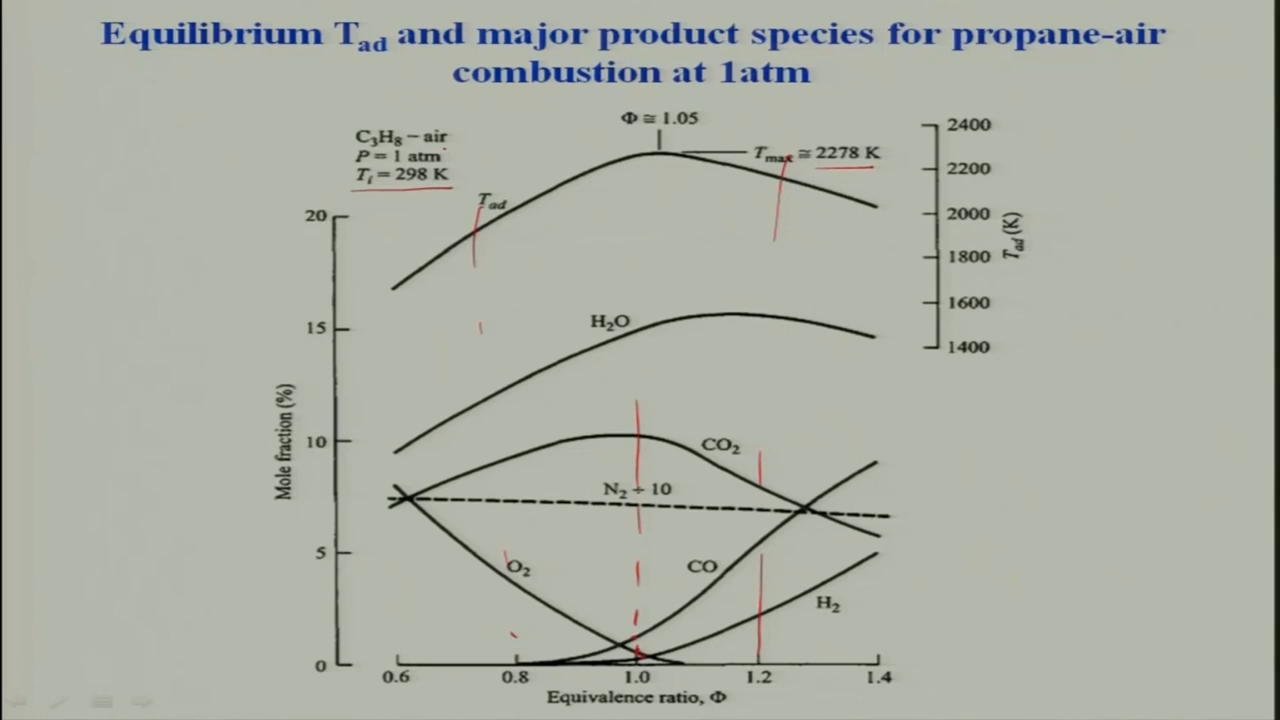 Equilibrium Tad and major product species for propane-air
combustion at 1atm
Φ ≅ 1.05
C3H8 – air
P = 1 atm
Ti = 298 K
Tmax ≅ 2278 K
Tad
2400
2200
2000
1800
1600
1400
Tad (K)
20
15
10
5
0
Mole fraction (%)
H2O
CO2
N2 ÷ 10
O2
CO
H2
0.6 0.8 1.0 1.2 1.4
Equivalence ratio, Φ